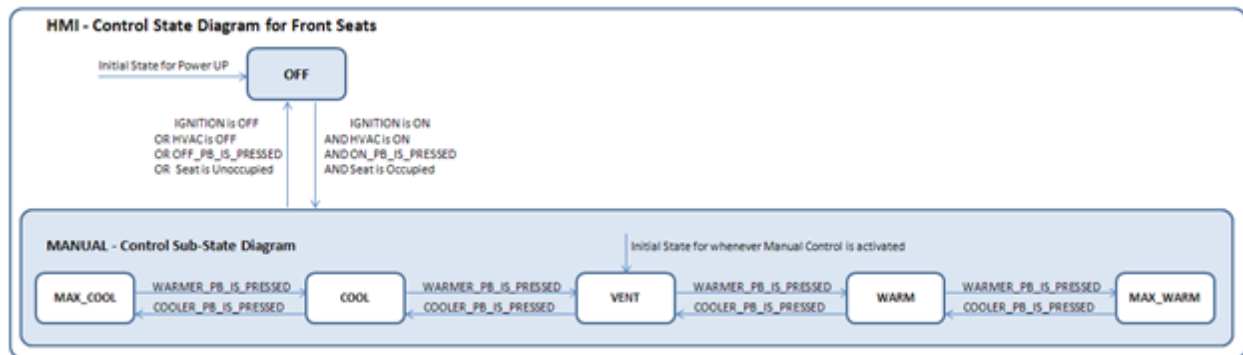 HMI - Control State Diagram for Front Seats
Initial State for Power UP
OFF
IGNITION is OFF
OR HVAC is OFF
OR OFF_PB_IS_PRESSED
OR Seat is Unoccupied
IGNITION is ON
AND HVAC is ON
AND ON_PB_IS_PRESSED
AND Seat is Occupied
MANUAL - Control Sub-State Diagram
Initial State for whenever Manual Control is activated
MAX_COOL
WARMER_PB_IS_PRESSED
COOLER_PB_IS_PRESSED
COOL
WARMER_PB_IS_PRESSED
COOLER_PB_IS_PRESSED
VENT
WARMER_PB_IS_PRESSED
COOLER_PB_IS_PRESSED
WARM
WARMER_PB_IS_PRESSED
COOLER_PB_IS_PRESSED
MAX_WARM